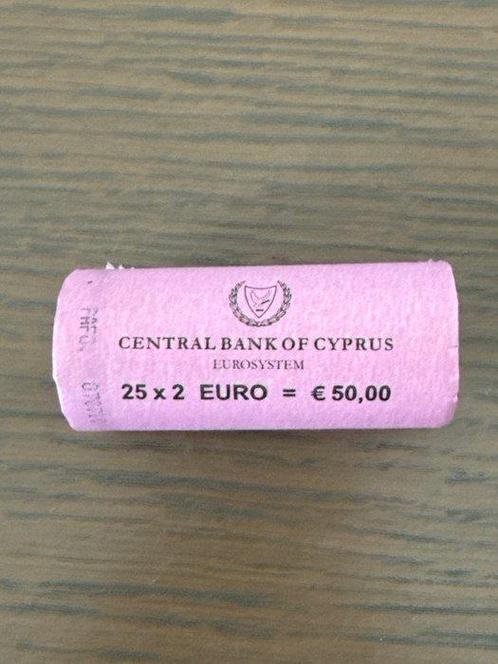 CENTRAL BANK OF CYPRUS
EUROSYSTEM
25 x 2 EURO = € 50,00